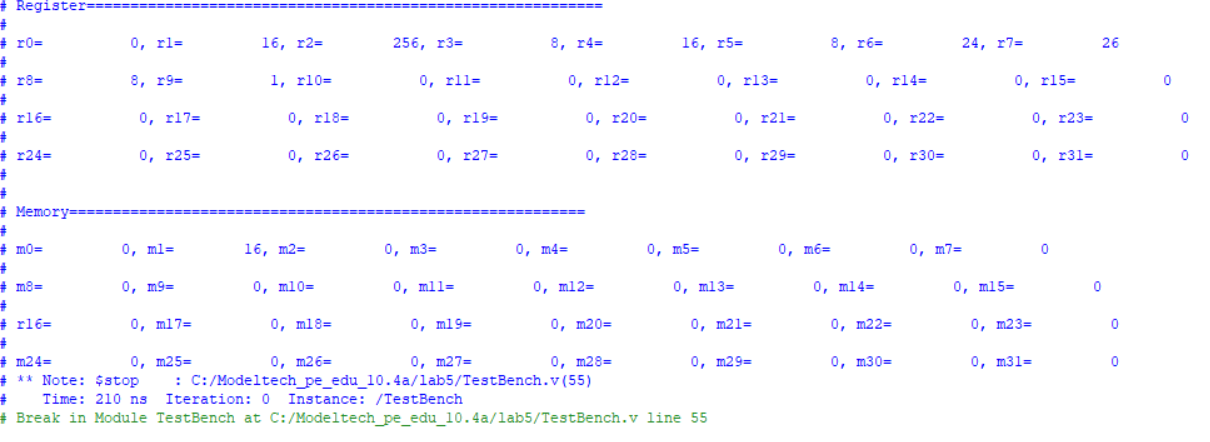 # Register===========================================================
#
# r0=          0, r1=         16, r2=        256, r3=          8, r4=         16, r5=          8, r6=         24, r7=         26
#
# r8=          8, r9=          1, r10=          0, r11=          0, r12=          0, r13=          0, r14=          0, r15=          0
#
# r16=          0, r17=          0, r18=          0, r19=          0, r20=          0, r21=          0, r22=          0, r23=          0
#
# r24=          0, r25=          0, r26=          0, r27=          0, r28=          0, r29=          0, r30=          0, r31=          0
#
#
# Memory===========================================================
#
# m0=         0, m1=        16, m2=         0, m3=         0, m4=         0, m5=         0, m6=         0, m7=         0
#
# m8=         0, m9=         0, m10=         0, m11=         0, m12=         0, m13=         0, m14=         0, m15=         0
#
# r16=         0, m17=         0, m18=         0, m19=         0, m20=         0, m21=         0, m22=         0, m23=         0
#
# m24=         0, m25=         0, m26=         0, m27=         0, m28=         0, m29=         0, m30=         0, m31=         0
# ** Note: $stop    : C:/Modeltech_pe_edu_10.4a/lab5/TestBench.v(55)
#    Time: 210 ns  Iteration: 0  Instance: /TestBench
# Break in Module TestBench at C:/Modeltech_pe_edu_10.4a/lab5/TestBench.v line 55